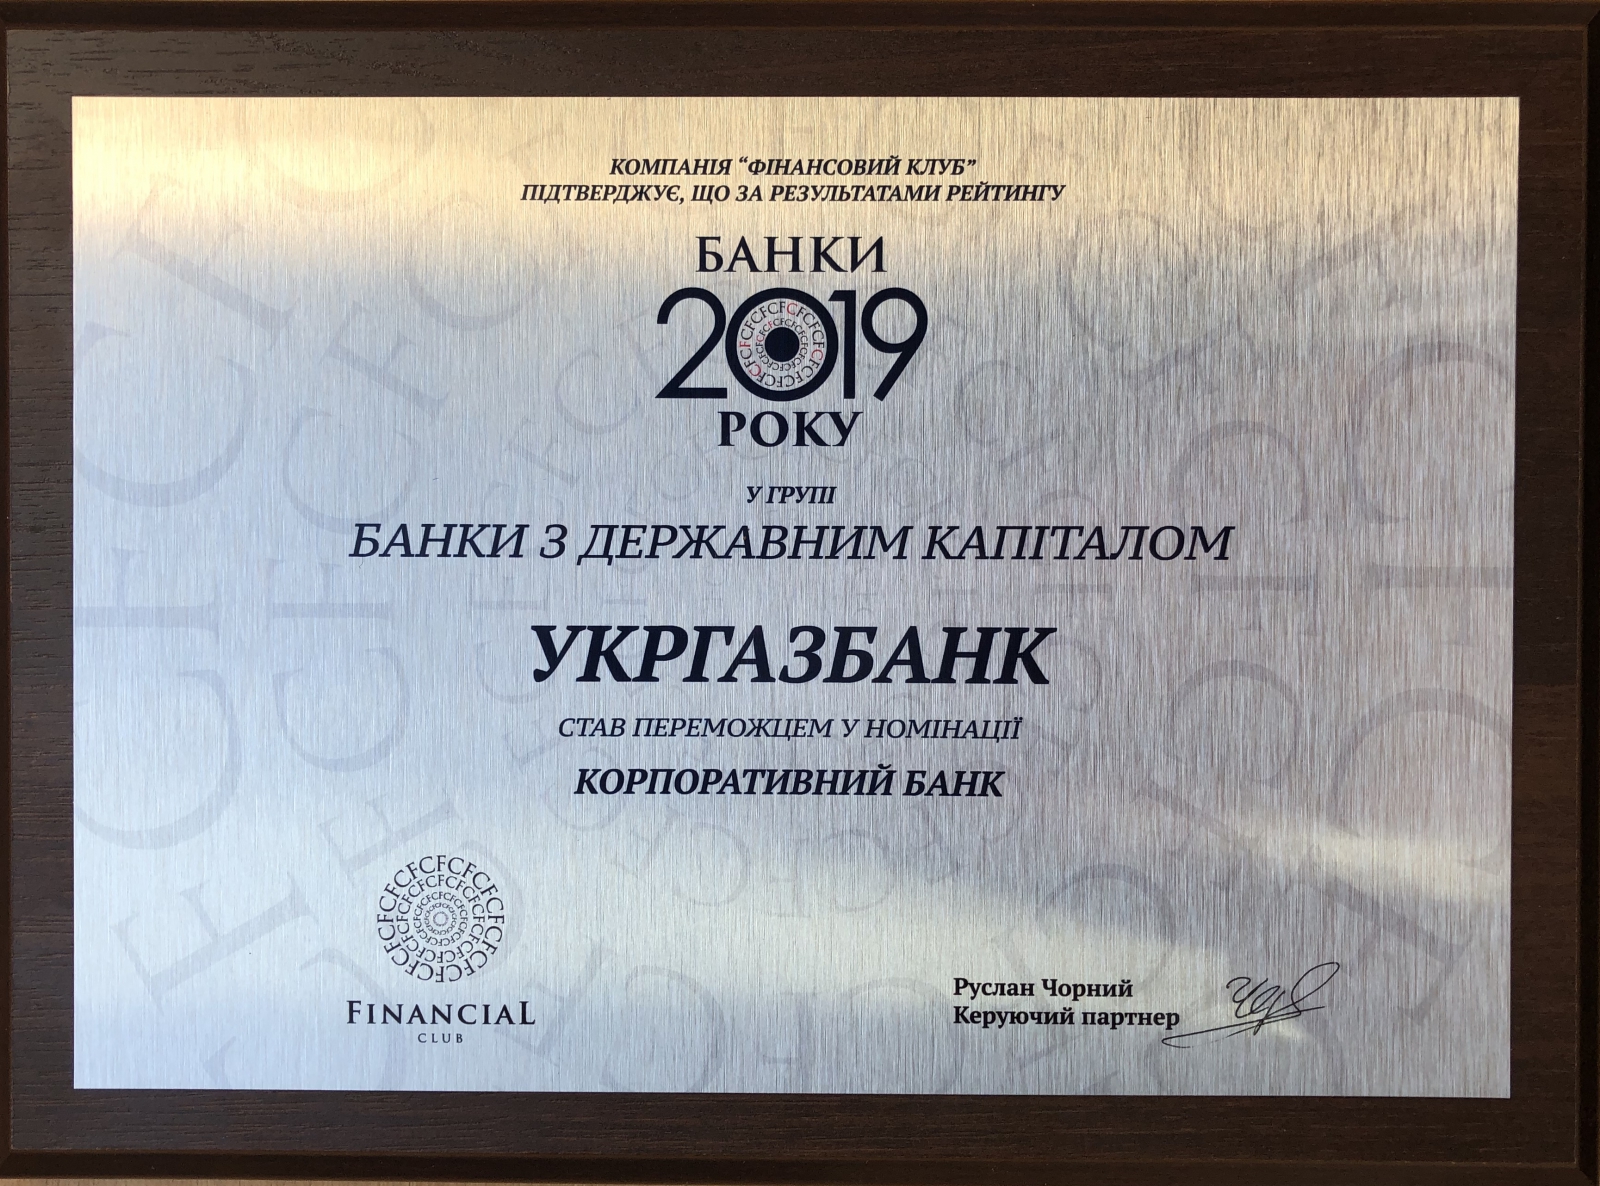 КОМПАНІЯ “ФІНАНСОВИЙ КЛУБ”
ПІДТВЕРДЖУЄ, ЩО ЗА РЕЗУЛЬТАТАМИ РЕЙТИНГУ
БАНКИ
2019
РОКУ
У ГРУПІ
БАНКИ З ДЕРЖАВНИМ КАПІТАЛОМ
УКРГАЗБАНК
СТАВ ПЕРЕМОЖЦЕМ У НОМІНАЦІЇ
КОРПОРАТИВНИЙ БАНК
FINANCIAL
CLUB
Руслан Чорний
Керуючий партнер